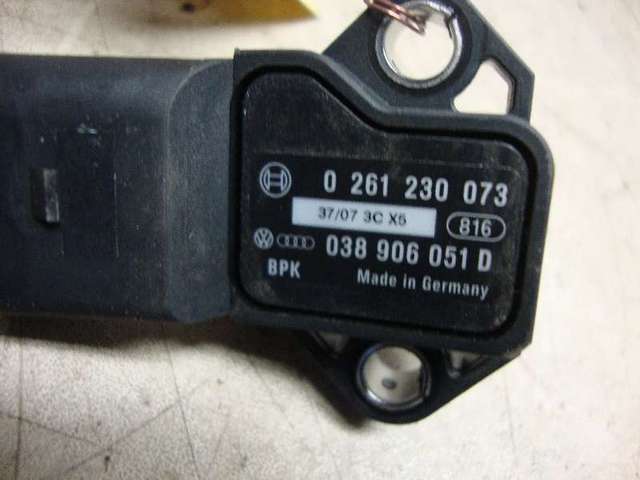 0 261 230 073
37/07 3C X5
816
038 906 051 D
BPK
Made in Germany